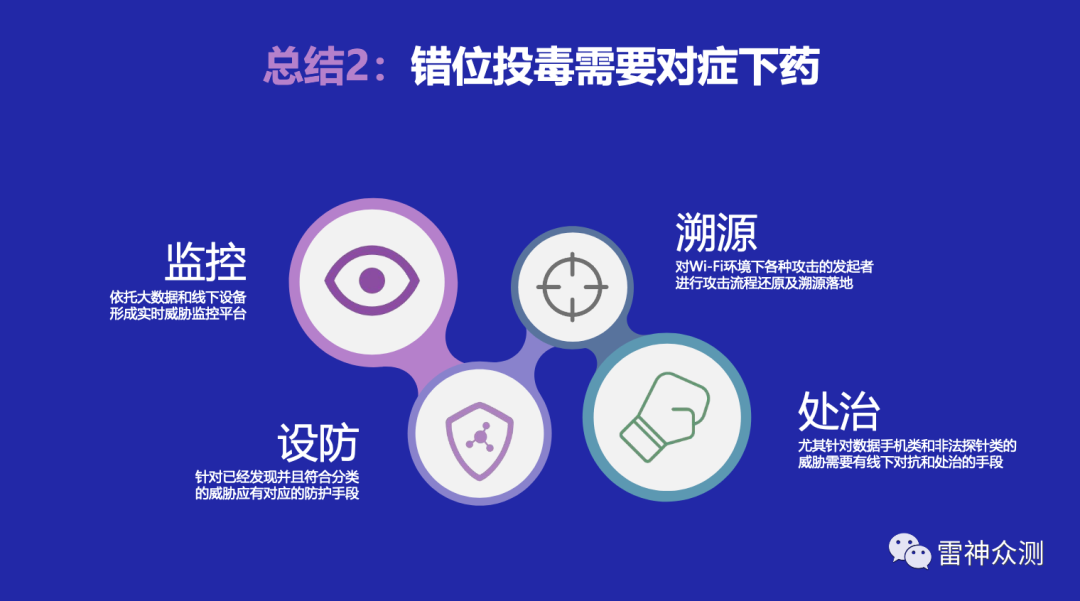 总结2：错位投毒需要对症下药
监控
依托大数据和线下设备
形成实时威胁监控平台
设防
针对已经发现并且符合分类
的威胁应有对应的防护手段
溯源
对Wi-Fi环境下各种攻击的发起者
进行攻击流程还原及溯源落地
处治
尤其针对数据手机类和非法探针类的
威胁需要有线下对抗和处治的手段
雷神众测